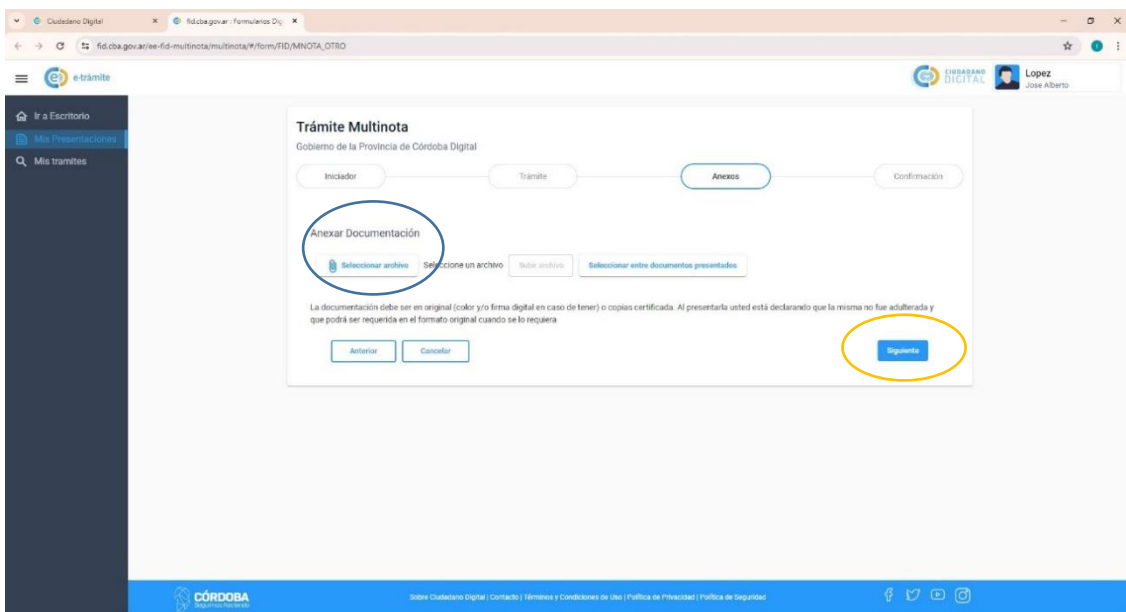 Ciudadano Digital
fid.cba.gov.ar : Formularios Dig
fid.cba.gov.ar/ee-fid-multinota/multinota/#/form/FID/MNOTA_OTRO
e-trámite
CIUDADANO
DIGITAL
Lopez
Jose Alberto
Ir a Escritorio
Mis Presentaciones
Mis tramites
Trámite Multinota
Gobierno de la Provincia de Córdoba Digital
Iniciador Trámite Anexos Confirmación
Anexar Documentación
Seleccionar archivo Seleccione un archivo Subir archivo Seleccionar entre documentos presentados
La documentación debe ser en original (color y/o firma digital en caso de tener) o copias certificada. Al presentarla usted está declarando que la misma no fue adulterada y
que podrá ser requerida en el formato original cuando se lo requiera
Anterior Cancelar Siguiente
CÓRDOBA
Seguimos haciendo
Sobre Ciudadano Digital | Contacto | Términos y Condiciones de Uso | Política de Privacidad | Política de Seguridad